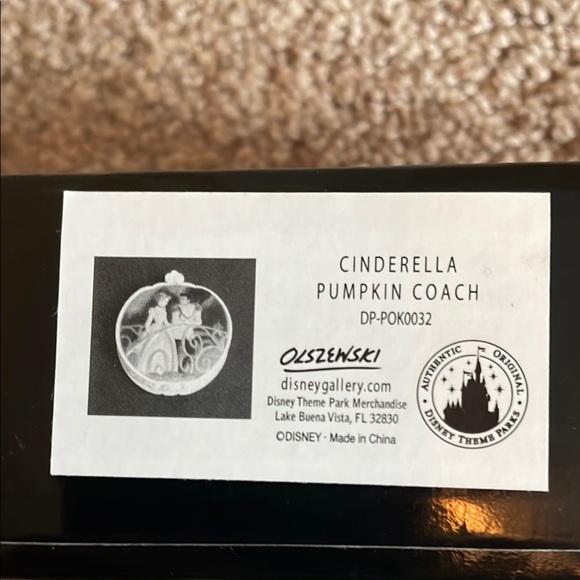 CINDERELLA
PUMPKIN COACH
DP-POK0032
OLSZEWSKI
disneygallery.com
Disney Theme Park Merchandise
Lake Buena Vista, FL 32830
©DISNEY · Made in China
AUTHENTIC · ORIGINAL ·
DISNEY THEME PARKS